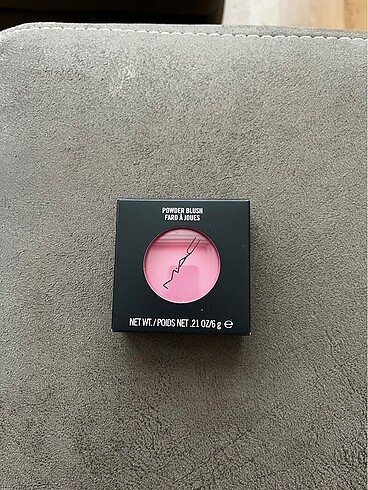 POWDER BLUSH
FARD À JOUES
MAC
NET WT./POIDS NET .21 OZ/6 g ℮